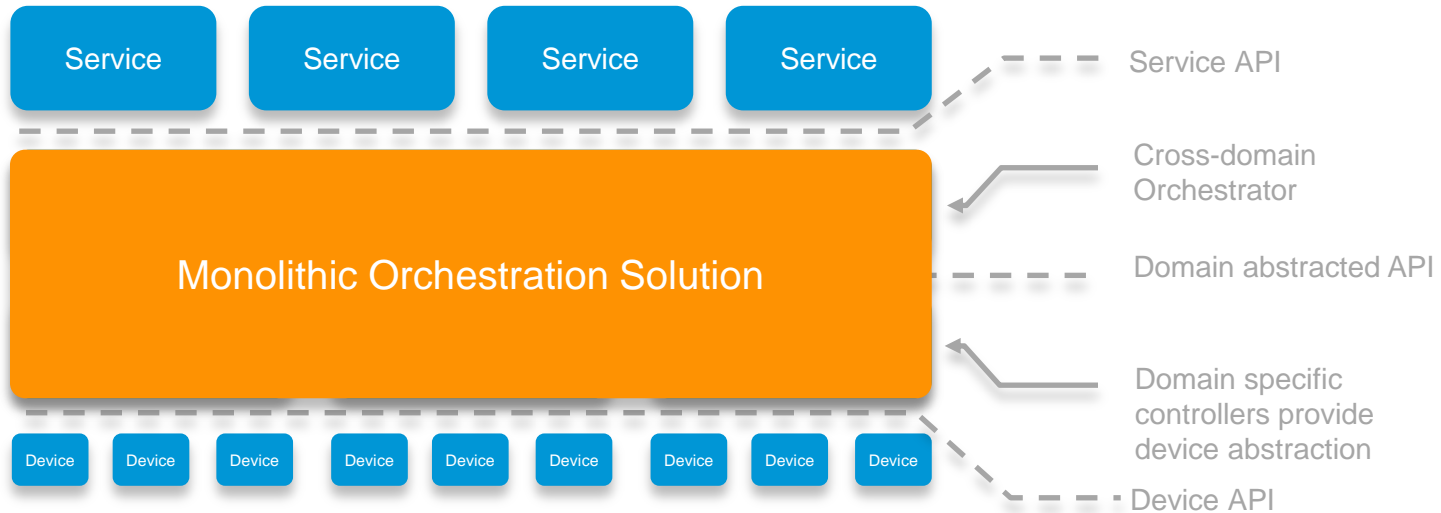 Service
Service
Service
Service
Service API
Cross-domain
Orchestrator
Monolithic Orchestration Solution
Domain abstracted API
Domain specific
controllers provide
device abstraction
Device
Device
Device
Device
Device
Device
Device
Device
Device
Device API